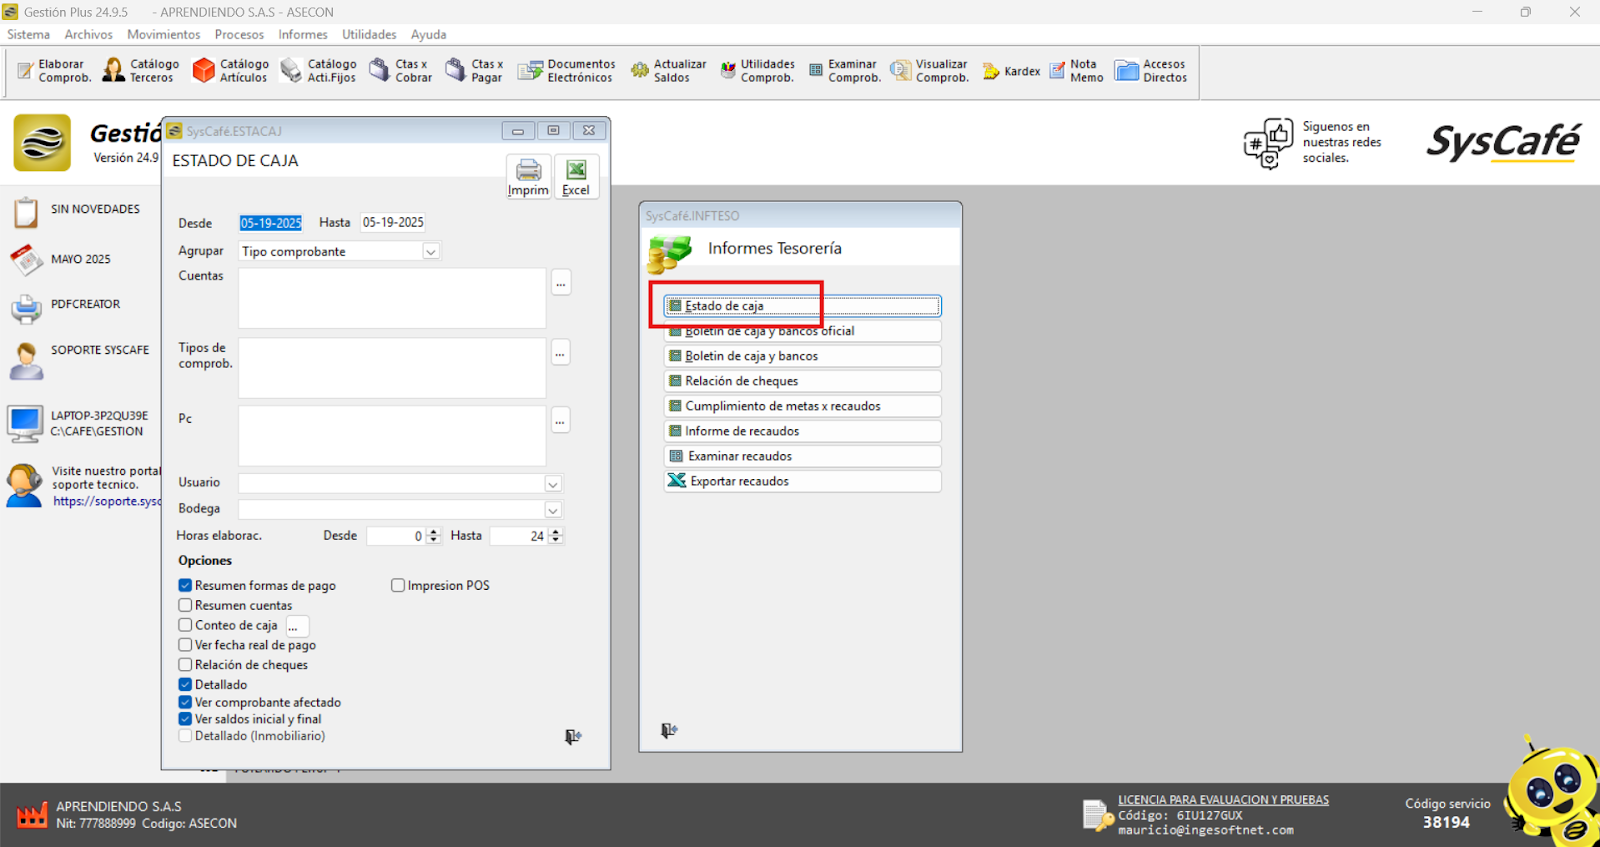 Gestión Plus 24.9.5 - APRENDIENDO S.A.S - ASECON
Sistema Archivos Movimientos Procesos Informes Utilidades Ayuda
Elaborar Comprob.
Catálogo Terceros
Catálogo Artículos
Catálogo Acti.Fijos
Ctas x Cobrar
Ctas x Pagar
Documentos Electrónicos
Actualizar Saldos
Utilidades Comprob.
Examinar Comprob.
Visualizar Comprob.
Kardex
Nota Memo
Accesos Directos
Gestió
Versión 24.9
Siguenos en
nuestras redes
sociales.
SysCafé
SIN NOVEDADES
MAYO 2025
PDFCREATOR
SOPORTE SYSCAFE
LAPTOP-3P2QU39E
C:\CAFE\GESTION
Visite nuestro portal
soporte tecnico.
https://soporte.sysc
SysCafé.ESTACAJ
ESTADO DE CAJA
Imprim
Excel
Desde 05-19-2025 Hasta 05-19-2025
Agrupar Tipo comprobante
Cuentas ...
Tipos de
comprob. ...
Pc ...
Usuario
Bodega
Horas elaborac. Desde 0 Hasta 24
Opciones
Resumen formas de pago Impresion POS
Resumen cuentas
Conteo de caja ...
Ver fecha real de pago
Relación de cheques
Detallado
Ver comprobante afectado
Ver saldos inicial y final
Detallado (Inmobiliario)
SysCafé.INFTESO
Informes Tesorería
Estado de caja
Boletin de caja y bancos oficial
Boletin de caja y bancos
Relación de cheques
Cumplimiento de metas x recaudos
Informe de recaudos
Examinar recaudos
Exportar recaudos
APRENDIENDO S.A.S
Nit: 777888999 Codigo: ASECON
LICENCIA PARA EVALUACION Y PRUEBAS
Código: 6IU127GUX
mauricio@ingesoftnet.com
Código servicio
38194